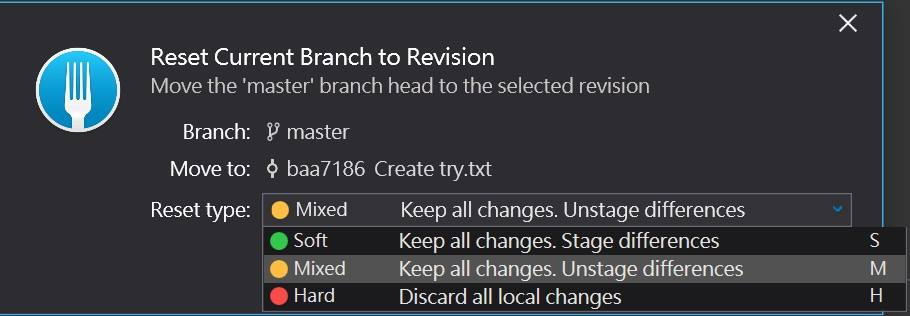 Reset Current Branch to Revision
Move the 'master' branch head to the selected revision
Branch: master
Move to: baa7186 Create try.txt
Reset type: Mixed Keep all changes. Unstage differences
Soft Keep all changes. Stage differences S
Mixed Keep all changes. Unstage differences M
Hard Discard all local changes H